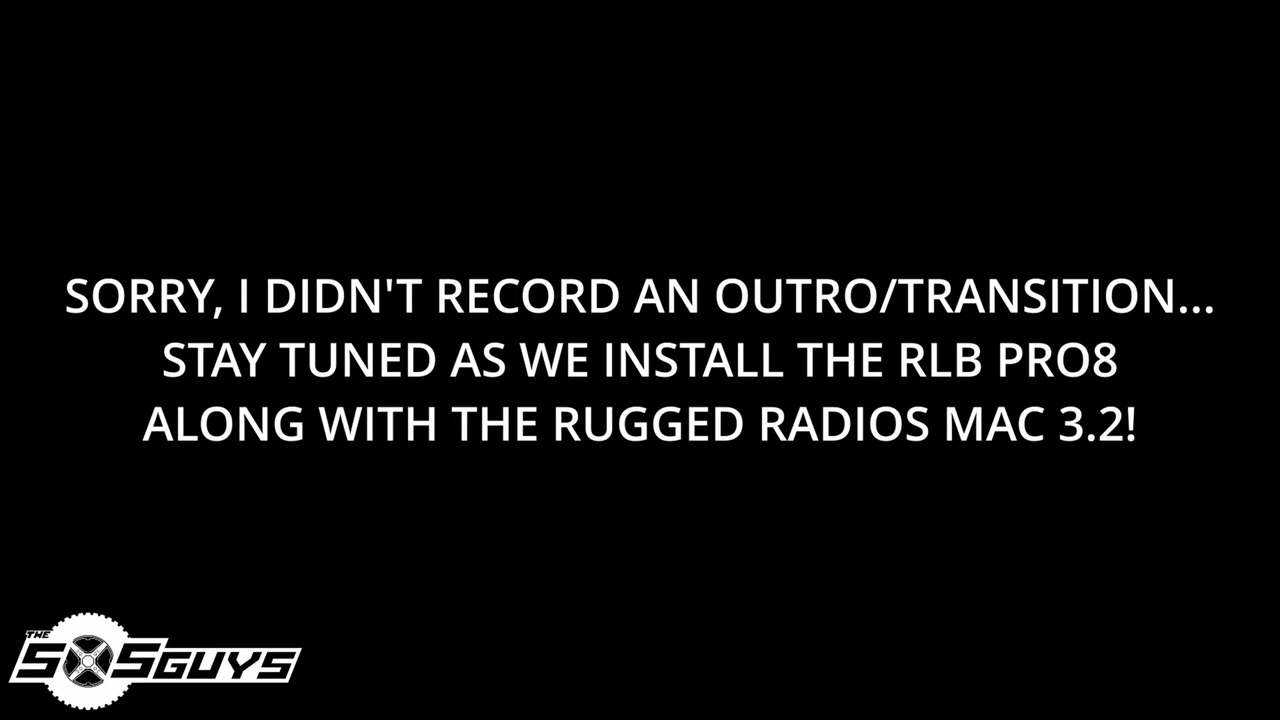 SORRY, I DIDN'T RECORD AN OUTRO/TRANSITION...
STAY TUNED AS WE INSTALL THE RLB PRO8
ALONG WITH THE RUGGED RADIOS MAC 3.2!
THE
SXSGUYS